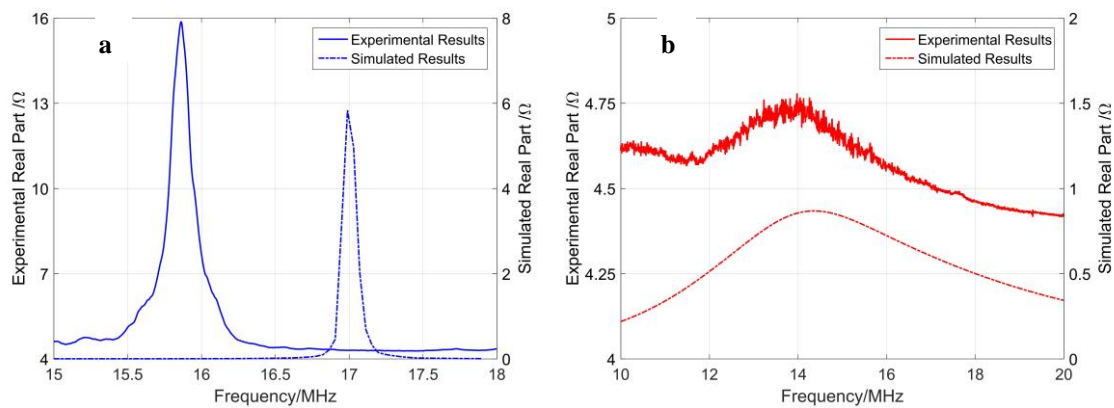 a
Experimental Results
Simulated Results
16
13
10
7
4
8
6
4
2
0
15
15.5
16
16.5
17
17.5
18
Experimental Real Part /Ω
Simulated Real Part/Ω
Frequency/MHz
b
Experimental Results
Simulated Results
5
4.75
4.5
4.25
4
2
1.5
1
0.5
0
10
12
14
16
18
20
Experimental Real Part /Ω
Simulated Real Part/Ω
Frequency/MHz